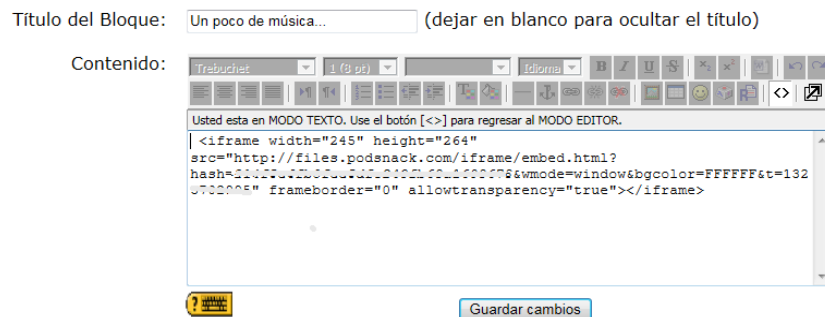 Título del Bloque: Un poco de música... (dejar en blanco para ocultar el título)
Contenido:
Trebuchet 1 (8 pt) Idioma B I U S x₂ x²
Usted esta en MODO TEXTO. Use el botón [<>] para regresar al MODO EDITOR.
<iframe width="245" height="264"
src="http://files.podsnack.com/iframe/embed.html?
hash= &wmode=window&bgcolor=FFFFFF&t=132
" frameborder="0" allowtransparency="true"></iframe>
?
Guardar cambios